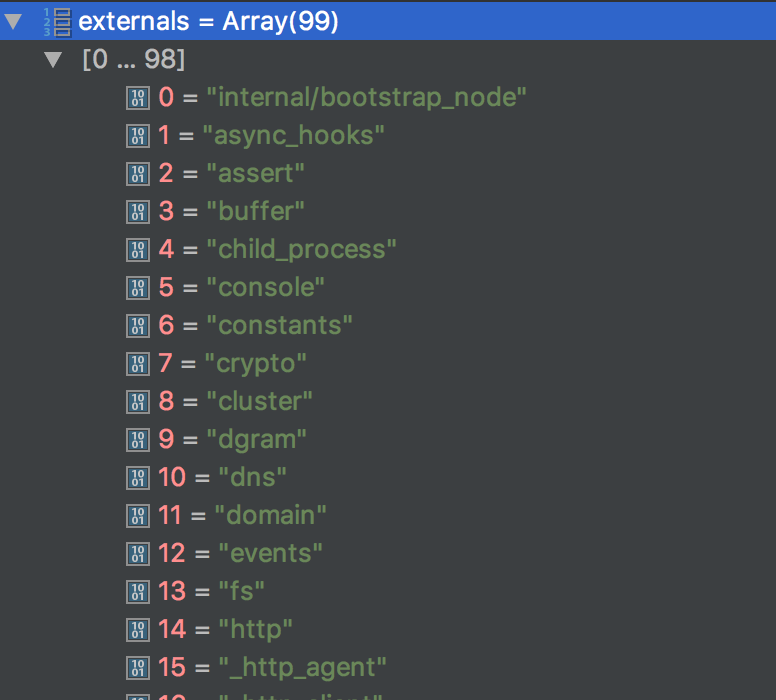 externals = Array(99)
[0 ... 98]
0 = "internal/bootstrap_node"
1 = "async_hooks"
2 = "assert"
3 = "buffer"
4 = "child_process"
5 = "console"
6 = "constants"
7 = "crypto"
8 = "cluster"
9 = "dgram"
10 = "dns"
11 = "domain"
12 = "events"
13 = "fs"
14 = "http"
15 = "_http_agent"